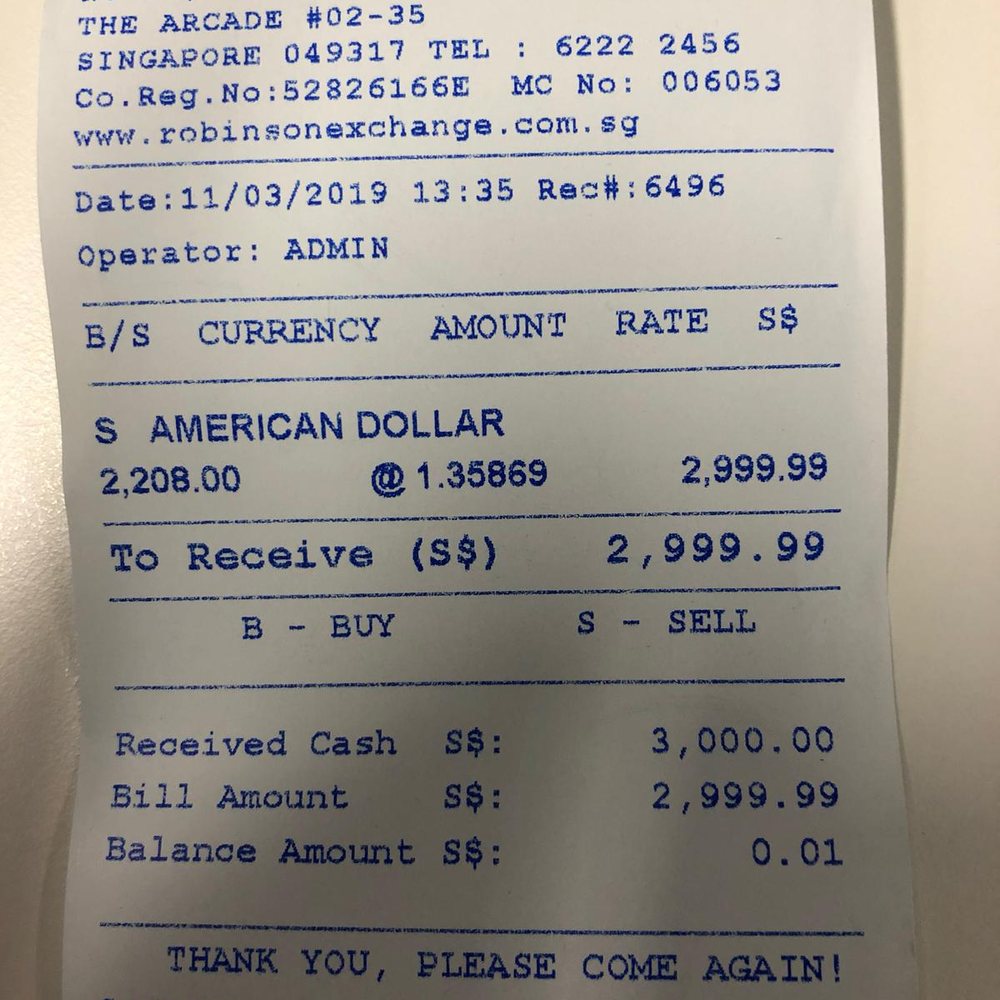 THE ARCADE #02-35
SINGAPORE 049317 TEL : 6222 2456
Co.Reg.No:52826166E MC No: 006053
www.robinsonexchange.com.sg
Date:11/03/2019 13:35 Rec#:6496
Operator: ADMIN
B/S CURRENCY AMOUNT RATE S$
S AMERICAN DOLLAR
2,208.00 @ 1.35869 2,999.99
To Receive (S$) 2,999.99
B - BUY S - SELL
Received Cash S$: 3,000.00
Bill Amount S$: 2,999.99
Balance Amount S$: 0.01
THANK YOU, PLEASE COME AGAIN!